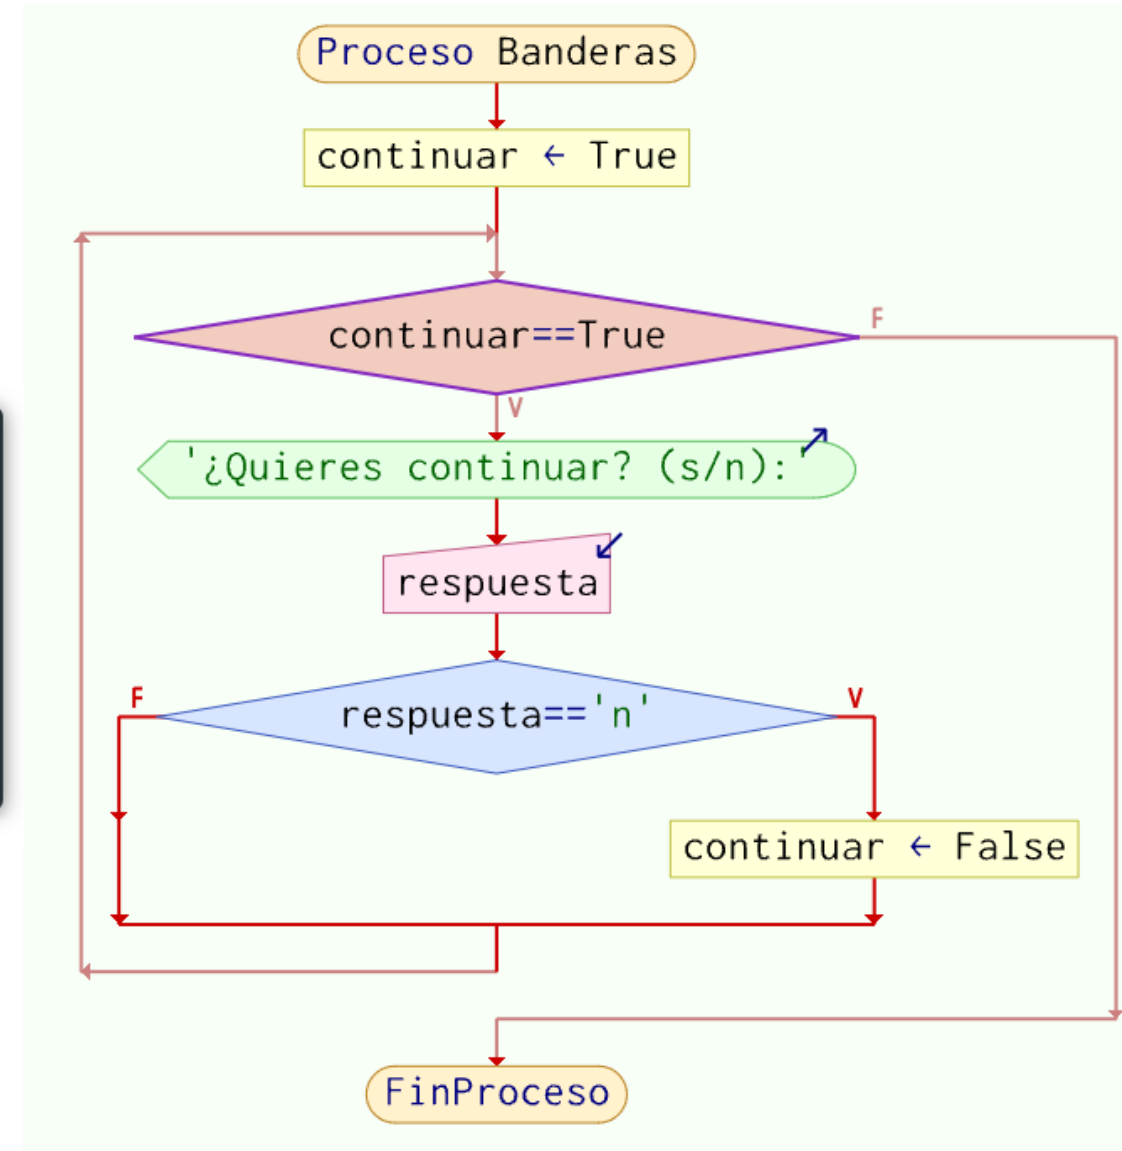 Proceso Banderas
continuar ← True
continuar==True
F
V
'¿Quieres continuar? (s/n):'
respuesta
respuesta=='n'
F
V
continuar ← False
FinProceso